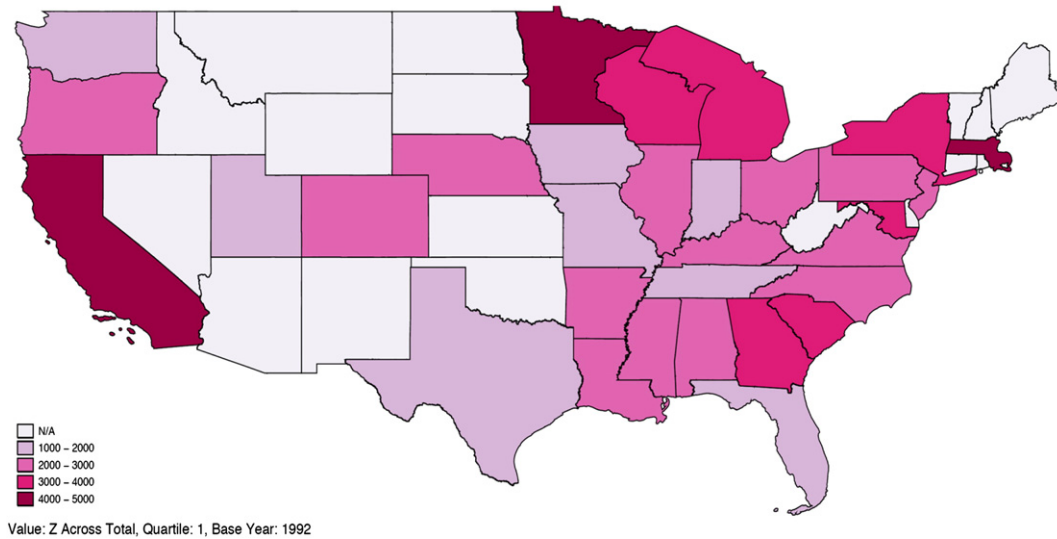 N/A
1000 – 2000
2000 – 3000
3000 – 4000
4000 – 5000
Value: Z Across Total, Quartile: 1, Base Year: 1992